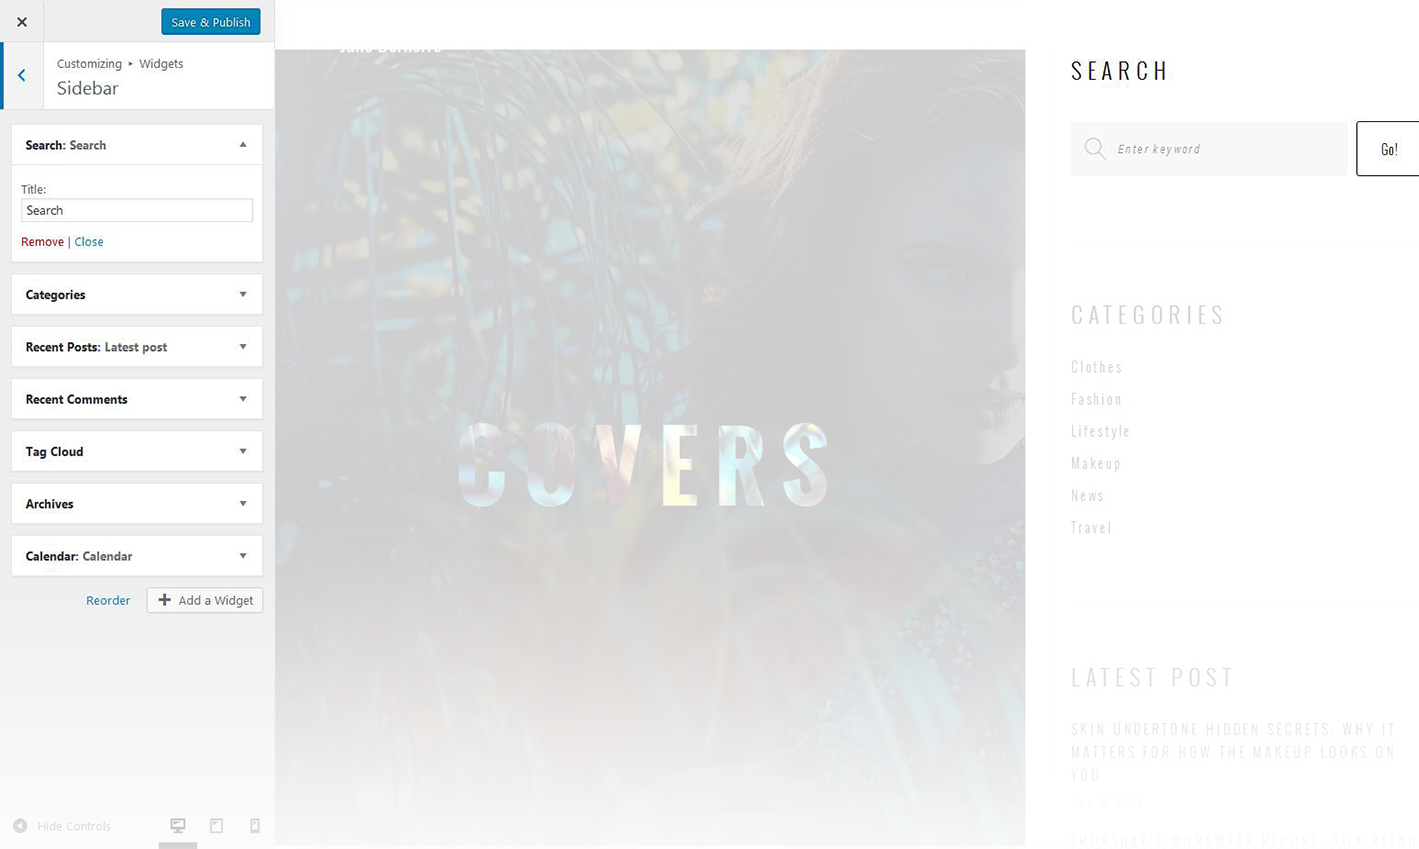 Save & Publish
Customizing ▸ Widgets
Sidebar
Search: Search
Title:
Search
Remove | Close
Categories
Recent Posts: Latest post
Recent Comments
Tag Cloud
Archives
Calendar: Calendar
Reorder
Add a Widget
Hide Controls
COVERS
SEARCH
Enter keyword
Go!
CATEGORIES
Clothes
Fashion
Lifestyle
Makeup
News
Travel
LATEST POST
SKIN UNDERTONE HIDDEN SECRETS: WHY IT
MATTERS FOR HOW THE MAKEUP LOOKS ON
YOU
THURSDAY'S WORKWEAR REPORT: SILK BLEND